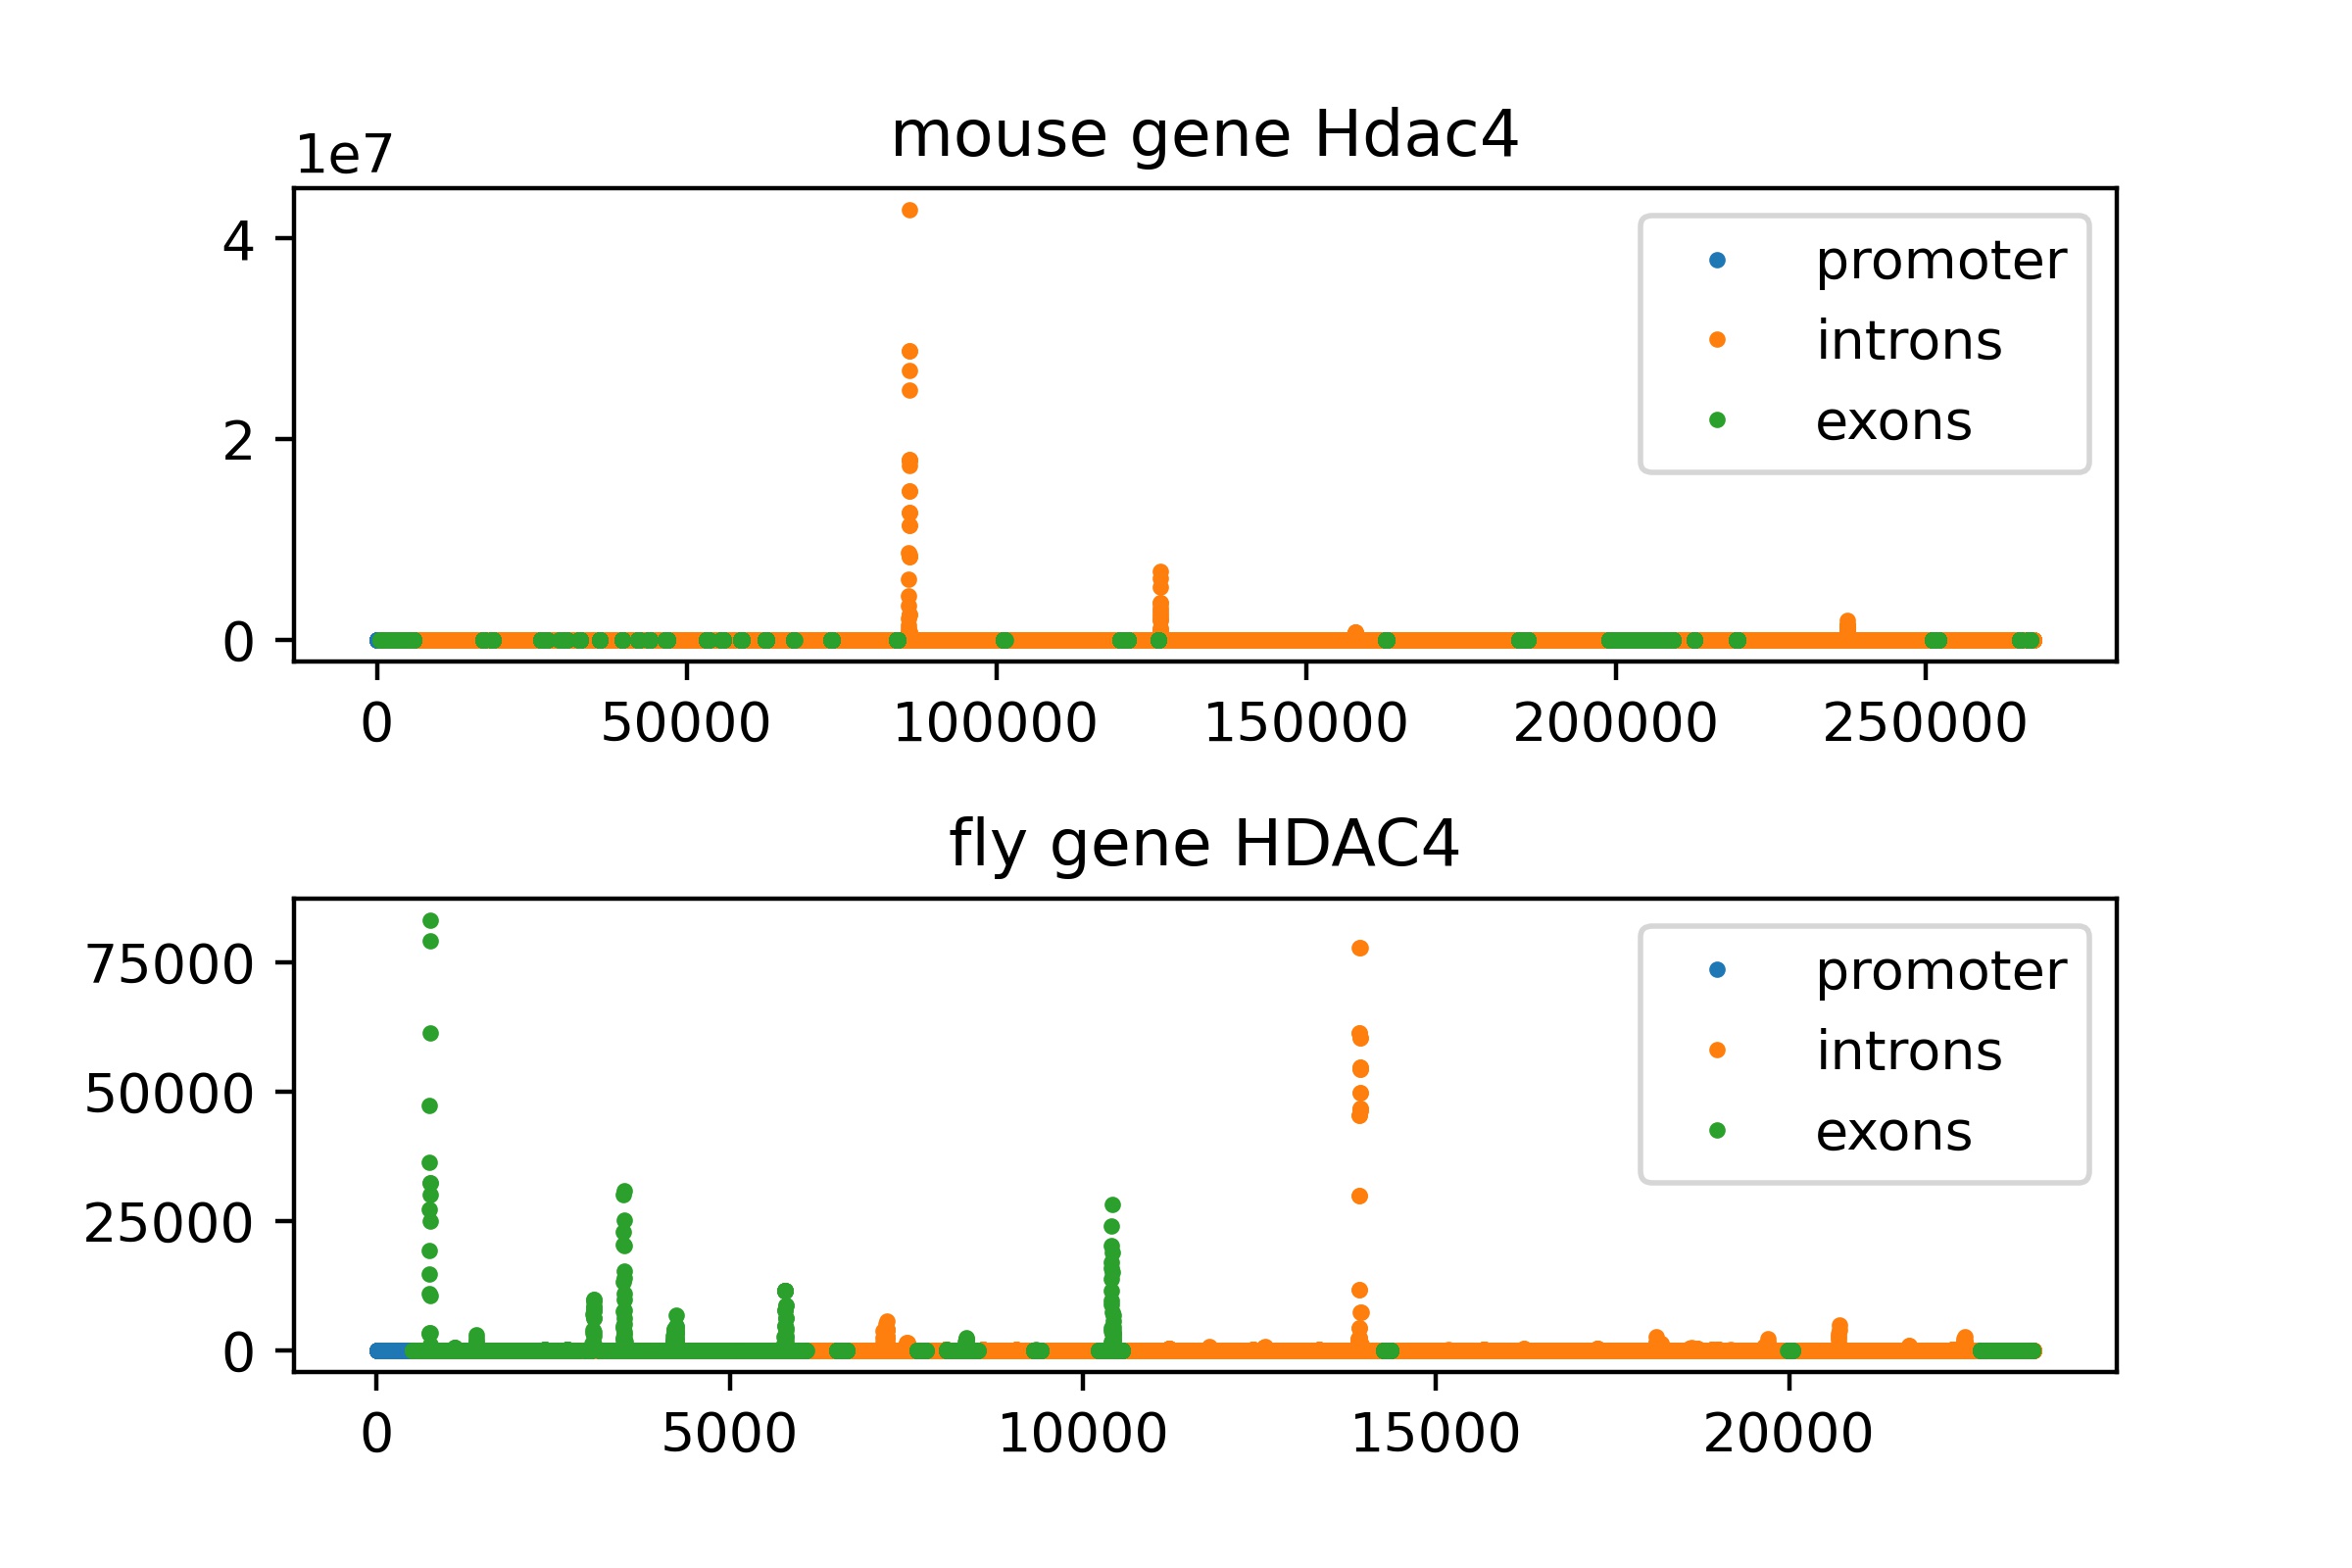 mouse gene Hdac4
1e7
4
2
0
promoter
introns
exons
0 50000 100000 150000 200000 250000
fly gene HDAC4
75000
50000
25000
0
promoter
introns
exons
0 5000 10000 15000 20000